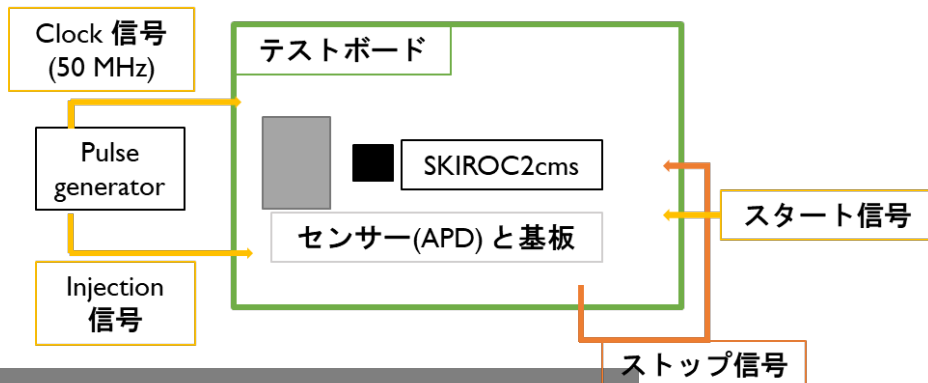 Clock 信号
(50 MHz)
テストボード
Pulse
generator
SKIROC2cms
スタート信号
センサー(APD) と基板
Injection
信号
ストップ信号